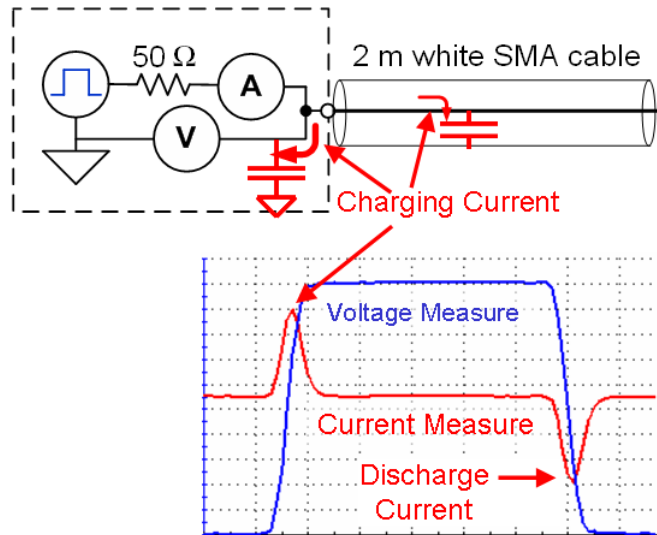 50 Ω
2 m white SMA cable
A
V
Charging Current
Voltage Measure
Current Measure
Discharge
Current